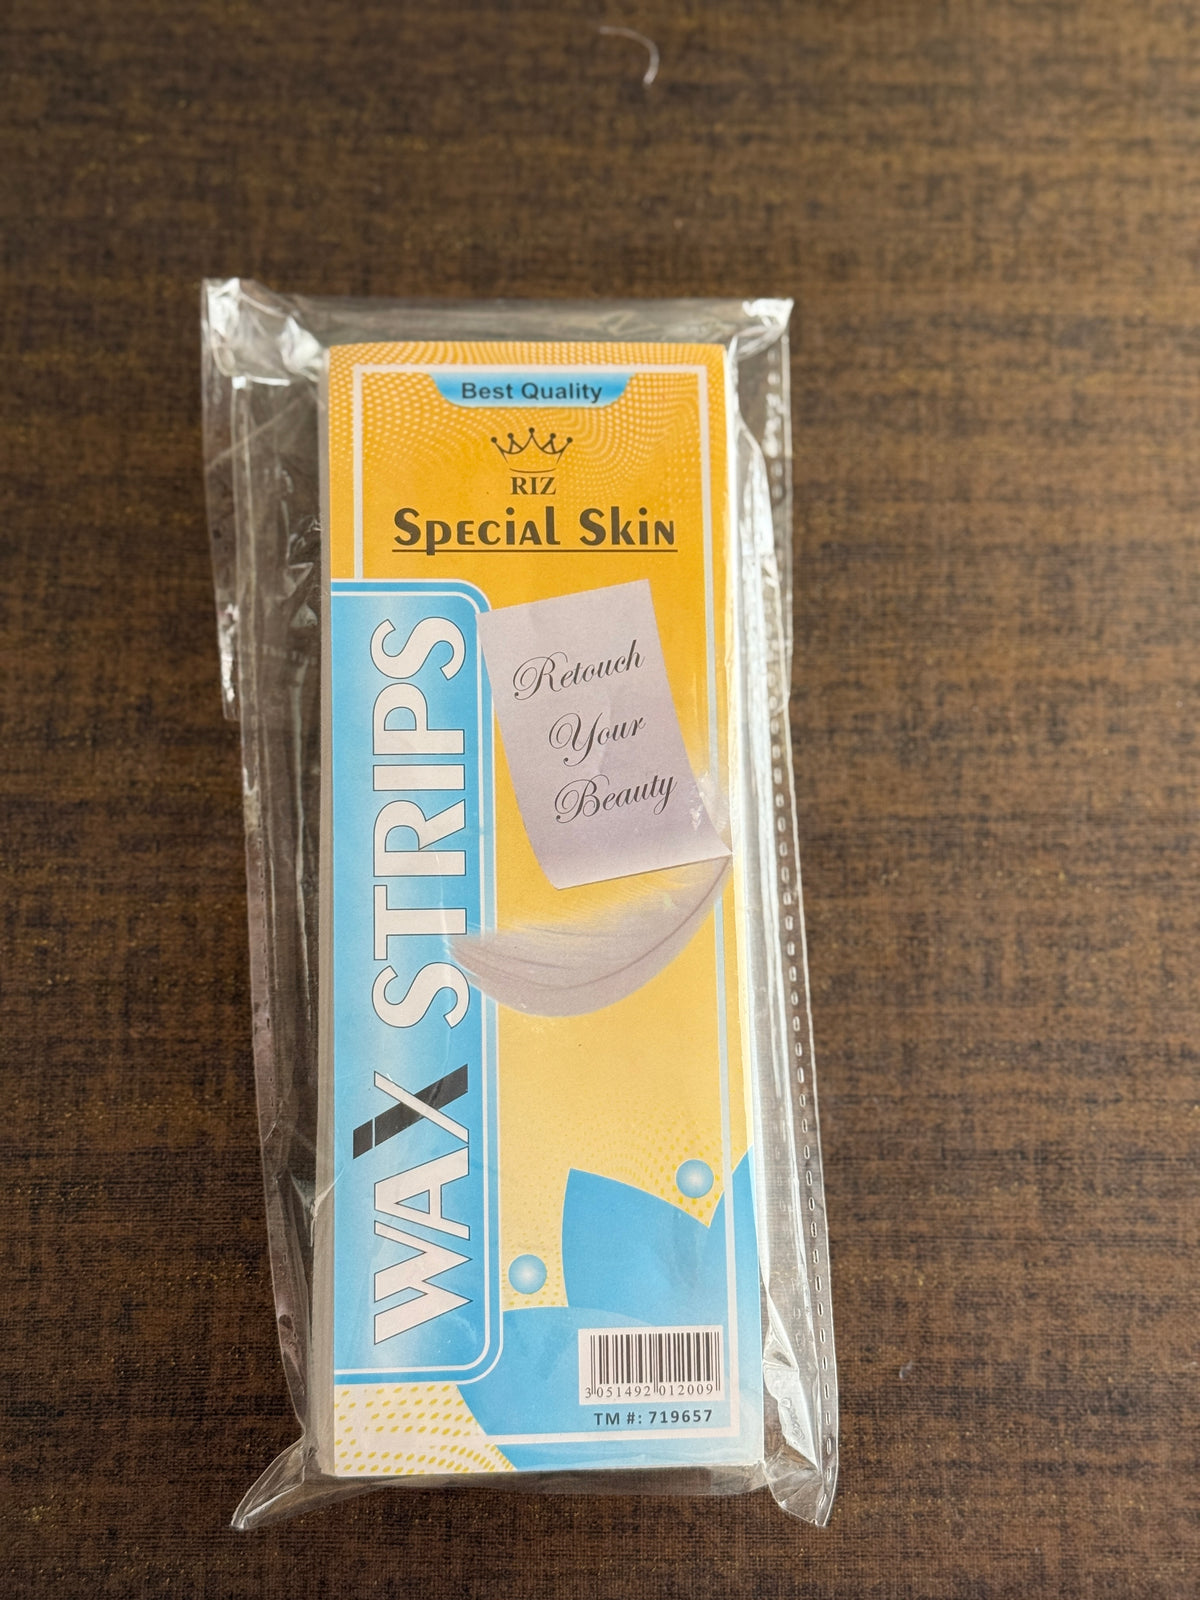 Best Quality
RIZ
Special Skin
WAX STRIPS
Retouch
Your
Beauty
3 051492 012009
TM #: 719657